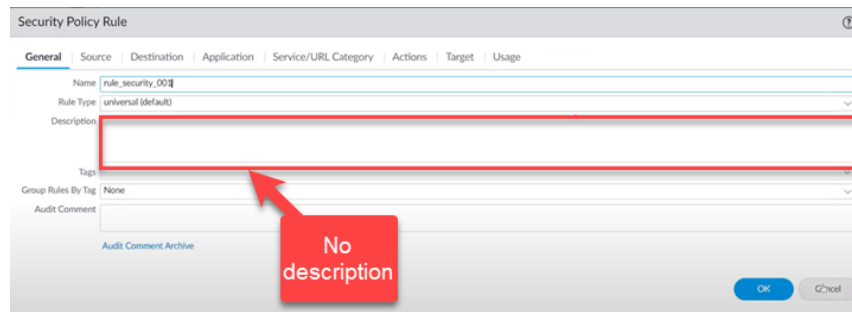 Security Policy Rule
General Source Destination Application Service/URL Category Actions Target Usage
Name rule_security_001
Rule Type universal (default)
Description
Tags
Group Rules By Tag None
Audit Comment
Audit Comment Archive
No
description
OK Cancel